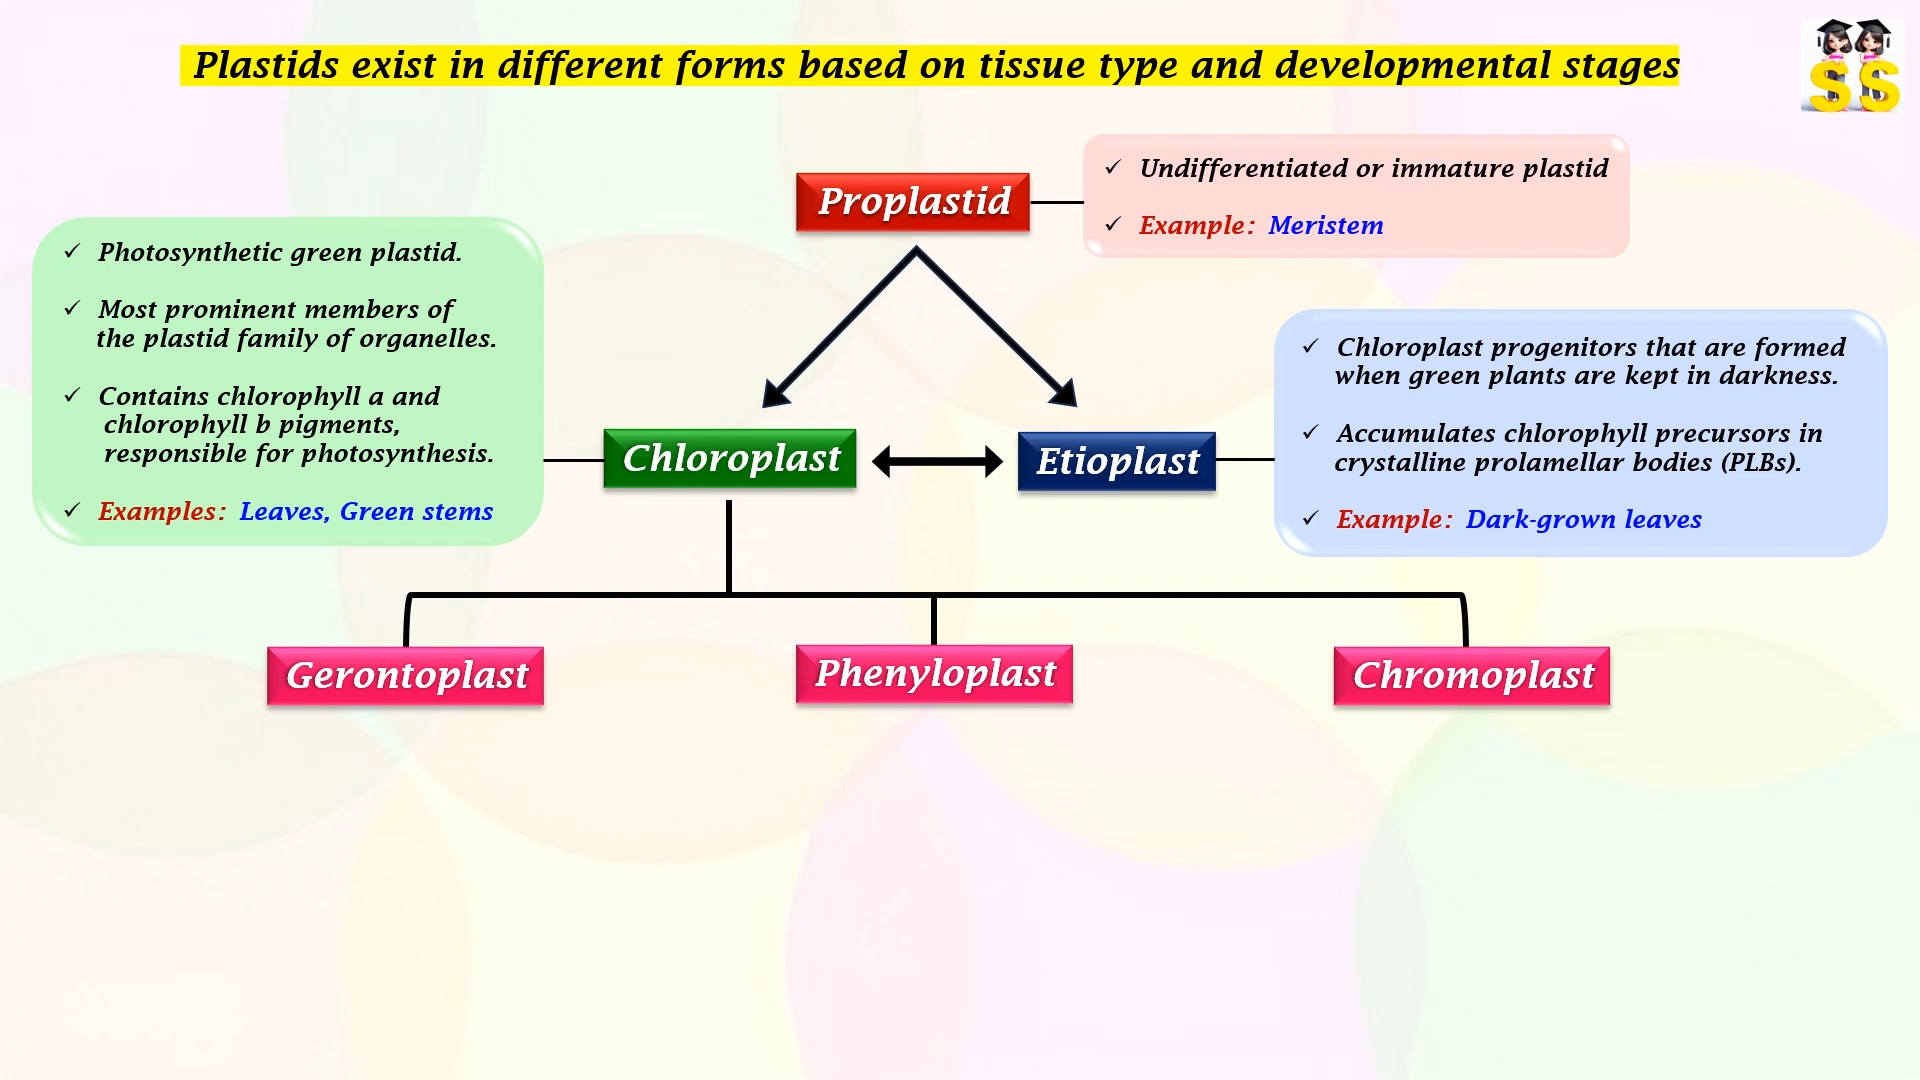 Plastids exist in different forms based on tissue type and developmental stages
SS
Proplastid
✓ Undifferentiated or immature plastid
✓ Example: Meristem
✓ Photosynthetic green plastid.
✓ Most prominent members of
the plastid family of organelles.
✓ Contains chlorophyll a and
chlorophyll b pigments,
responsible for photosynthesis.
✓ Examples: Leaves, Green stems
Chloroplast
Etioplast
✓ Chloroplast progenitors that are formed
when green plants are kept in darkness.
✓ Accumulates chlorophyll precursors in
crystalline prolamellar bodies (PLBs).
✓ Example: Dark-grown leaves
Gerontoplast
Phenyloplast
Chromoplast